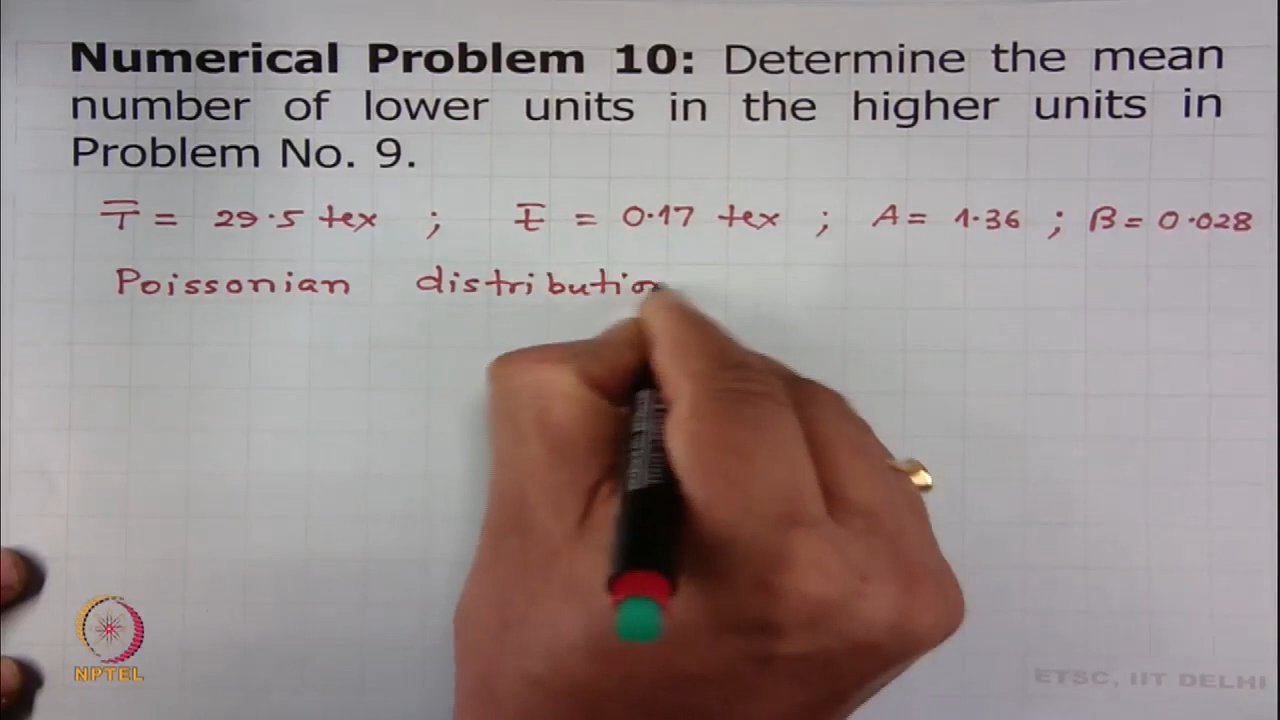 Numerical Problem 10: Determine the mean
number of lower units in the higher units in
Problem No. 9.
T̅ = 29.5 tex ; t̅ = 0.17 tex ; A = 1.36 ; B = 0.028
Poissonian distribution
NPTEL
ETSC, IIT DELHI